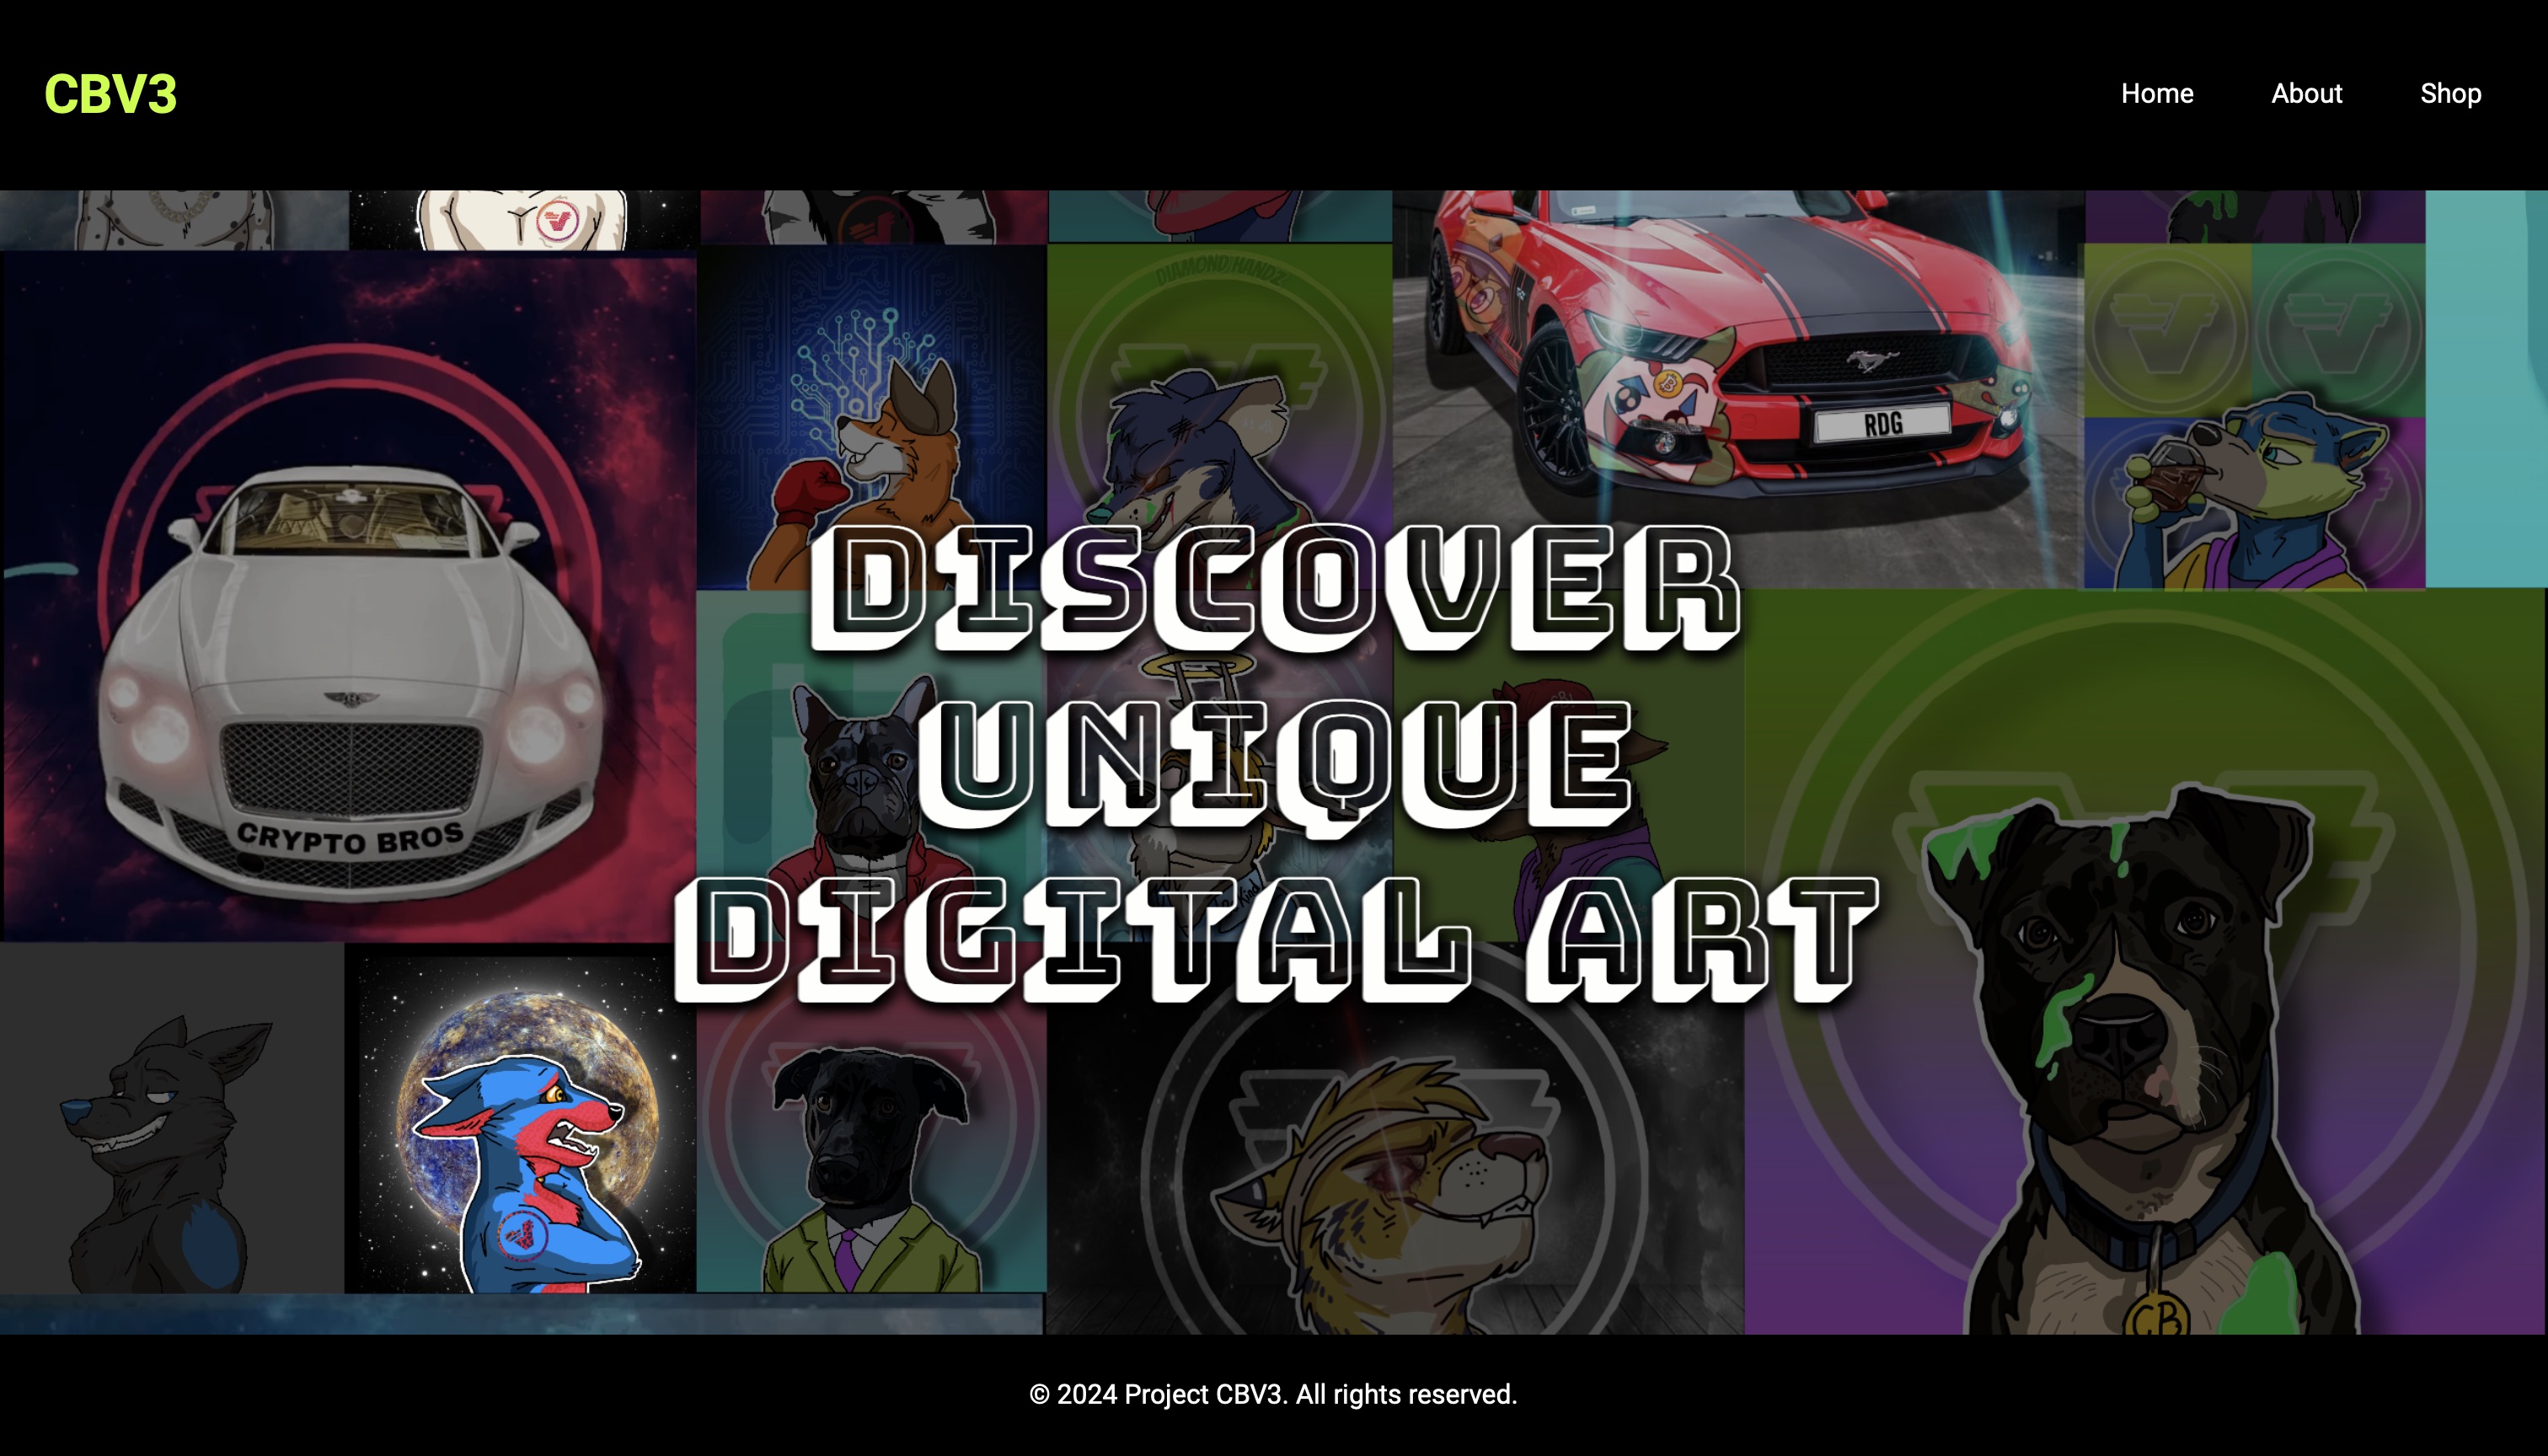 CBV3
Home About Shop
DIAMOND HANDZ
RDG
DISCOVER
UNIQUE
DIGITAL ART
CRYPTO BROS
CB
© 2024 Project CBV3. All rights reserved.